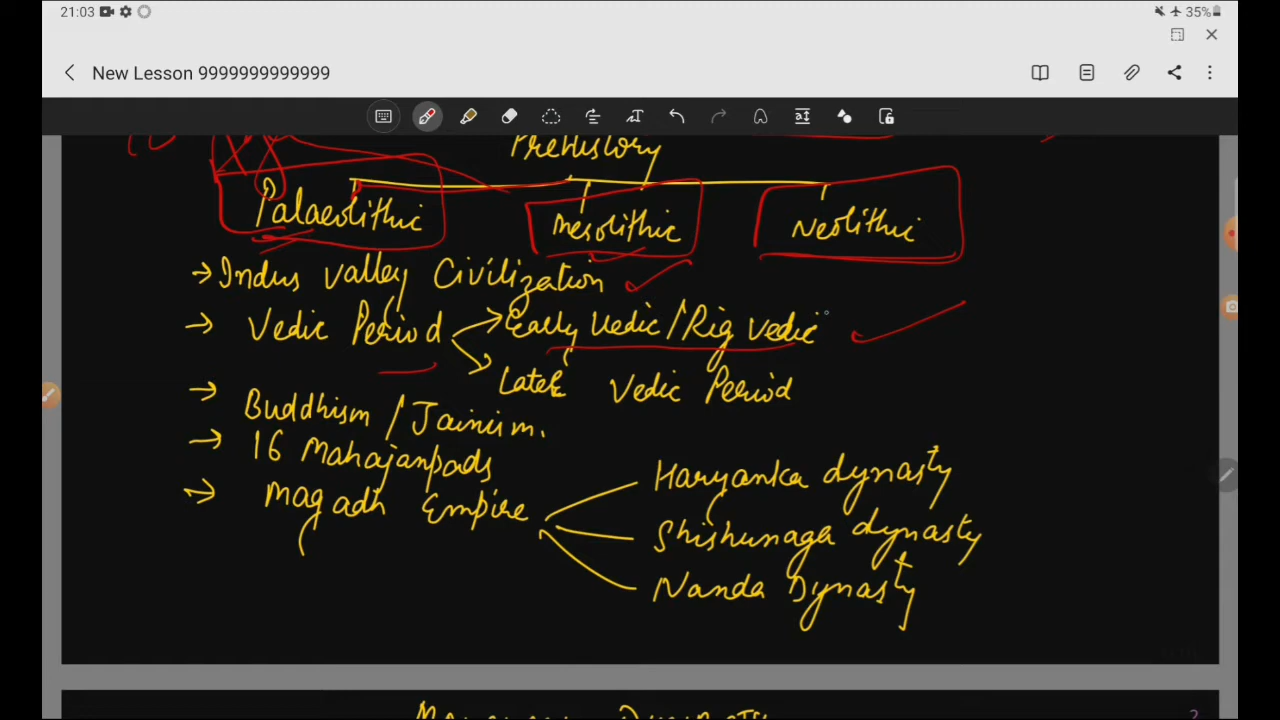 21:03
35%
New Lesson 9999999999999
Prehistory
Palaeolithic Mesolithic Neolithic
→ Indus Valley Civilization
→ Vedic Period Early Vedic / Rig Vedic
Later Vedic Period
→ Buddhism / Jainism.
→ 16 Mahajanpads
→ Magadh Empire Haryanka dynasty
Shishunaga dynasty
Nanda Dynasty
2